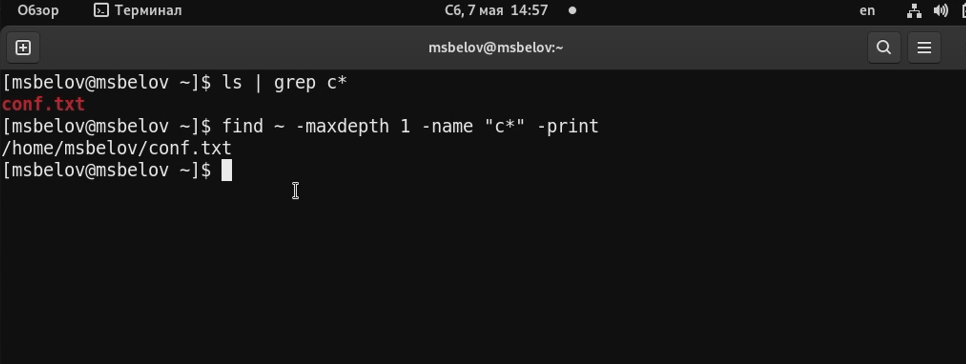 Обзор Терминал Сб, 7 мая 14:57 en
msbelov@msbelov:~
[msbelov@msbelov ~]$ ls | grep c*
conf.txt
[msbelov@msbelov ~]$ find ~ -maxdepth 1 -name "c*" -print
/home/msbelov/conf.txt
[msbelov@msbelov ~]$